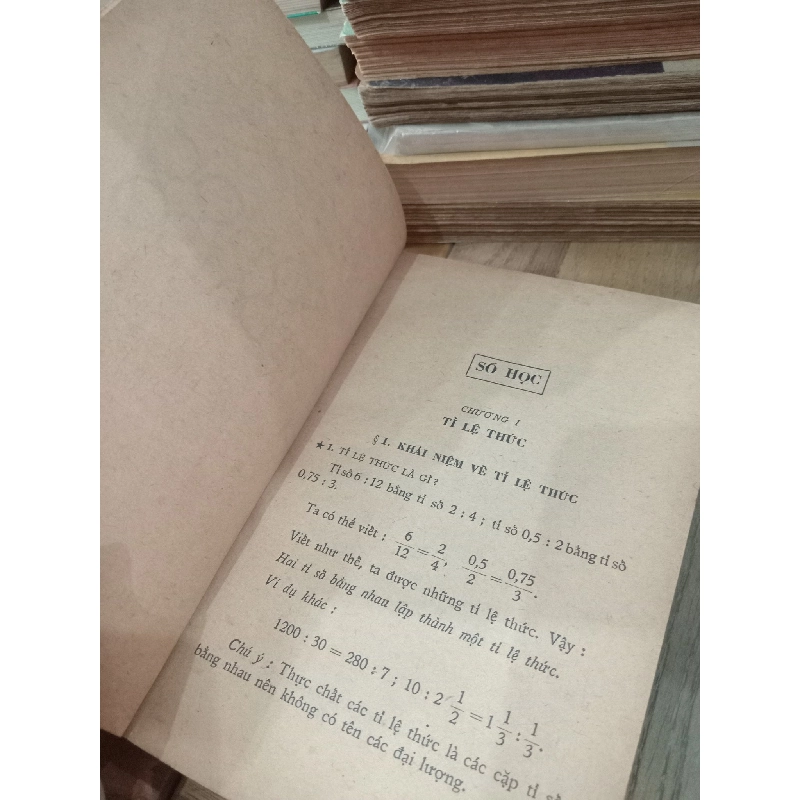 SỐ HỌC
CHƯƠNG I
TỈ LỆ THỨC
§ 1. KHÁI NIỆM VỀ TỈ LỆ THỨC
★ 1. TỈ LỆ THỨC LÀ GÌ?
Tỉ số 6 : 12 bằng tỉ số 2 : 4 ; tỉ số 0,5 : 2 bằng tỉ số
0,75 : 3.
Ta có thể viết : 6/12 = 2/4, 0,5/2 = 0,75/3.
Viết như thế, ta được những tỉ lệ thức. Vậy :
Hai tỉ số bằng nhau lập thành một tỉ lệ thức.
Ví dụ khác :
1200 : 30 = 280 : 7 ; 10 : 2 1/2 = 1 1/3 : 1/3.
Chú ý : Thực chất các tỉ lệ thức là các cặp tỉ số
bằng nhau nên không có tên các đại lượng.